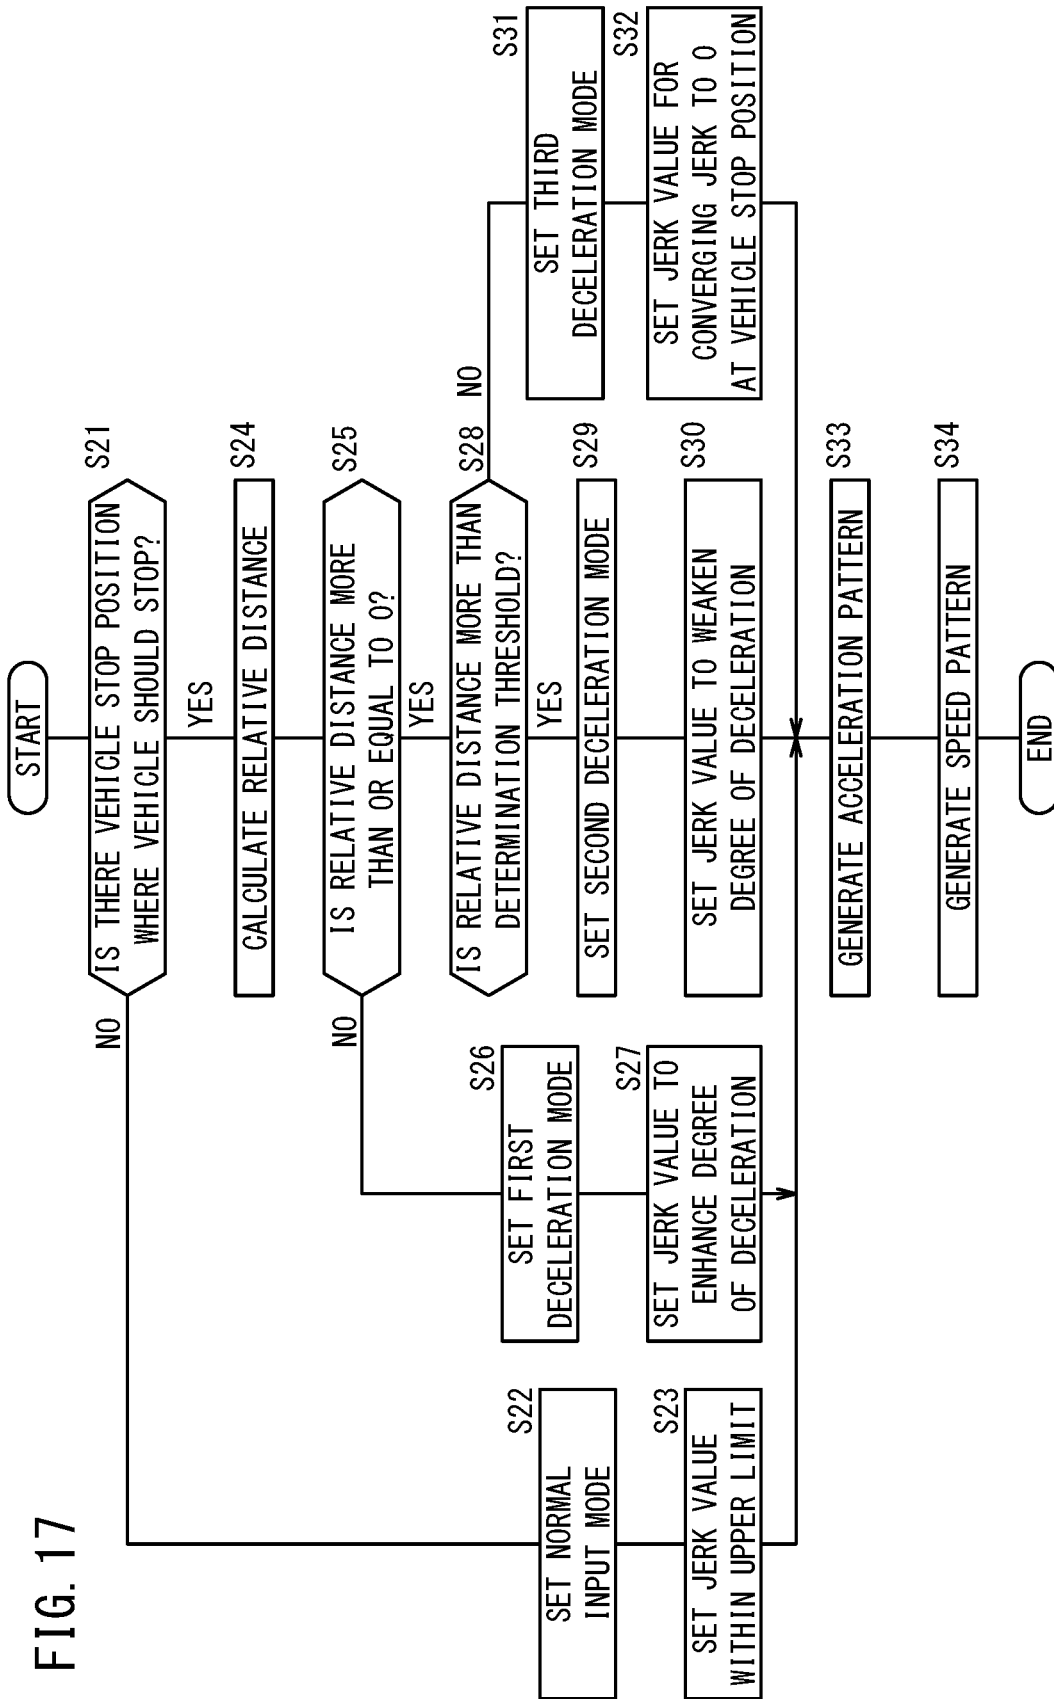 FIG. 17
START
S21
IS THERE VEHICLE STOP POSITION
WHERE VEHICLE SHOULD STOP?
NO
YES
S24
CALCULATE RELATIVE DISTANCE
S25
IS RELATIVE DISTANCE MORE
THAN OR EQUAL TO 0?
NO
YES
S28
IS RELATIVE DISTANCE MORE THAN
DETERMINATION THRESHOLD?
NO
YES
S22
SET NORMAL
INPUT MODE
S26
SET FIRST
DECELERATION MODE
S29
SET SECOND DECELERATION MODE
S31
SET THIRD
DECELERATION MODE
S23
SET JERK VALUE
WITHIN UPPER LIMIT
S27
SET JERK VALUE TO
ENHANCE DEGREE
OF DECELERATION
S30
SET JERK VALUE TO WEAKEN
DEGREE OF DECELERATION
S32
SET JERK VALUE FOR
CONVERGING JERK TO 0
AT VEHICLE STOP POSITION
S33
GENERATE ACCELERATION PATTERN
S34
GENERATE SPEED PATTERN
END